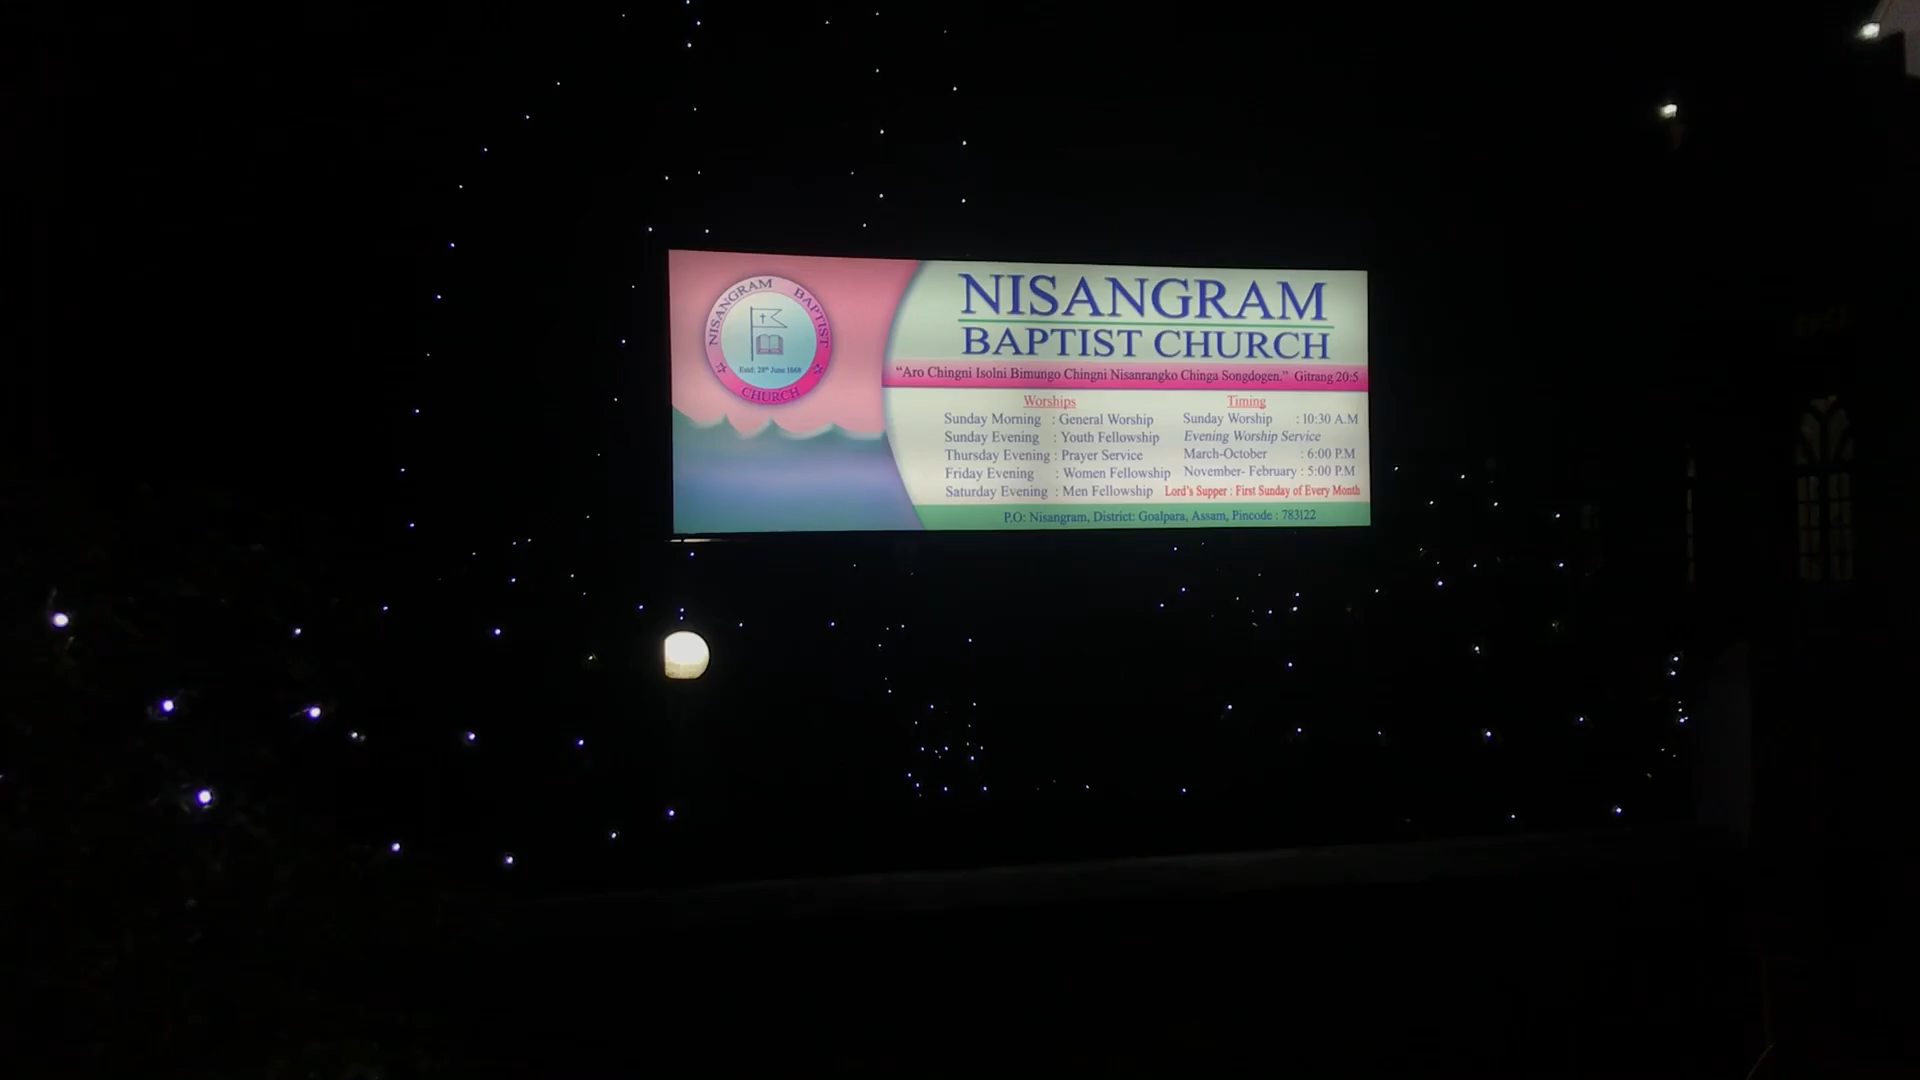 NISANGRAM BAPTIST
CHURCH
Estd: 28th June 1868
NISANGRAM
BAPTIST CHURCH
"Aro Chingni Isolni Bimungo Chingni Nisanrangko Chinga Songdogen." Gitrang 20:5
Worships
Sunday Morning : General Worship
Sunday Evening : Youth Fellowship
Thursday Evening : Prayer Service
Friday Evening : Women Fellowship
Saturday Evening : Men Fellowship
Timing
Sunday Worship : 10:30 A.M
Evening Worship Service
March-October : 6:00 P.M
November- February : 5:00 P.M
Lord's Supper : First Sunday of Every Month
P.O: Nisangram, District: Goalpara, Assam, Pincode : 783122